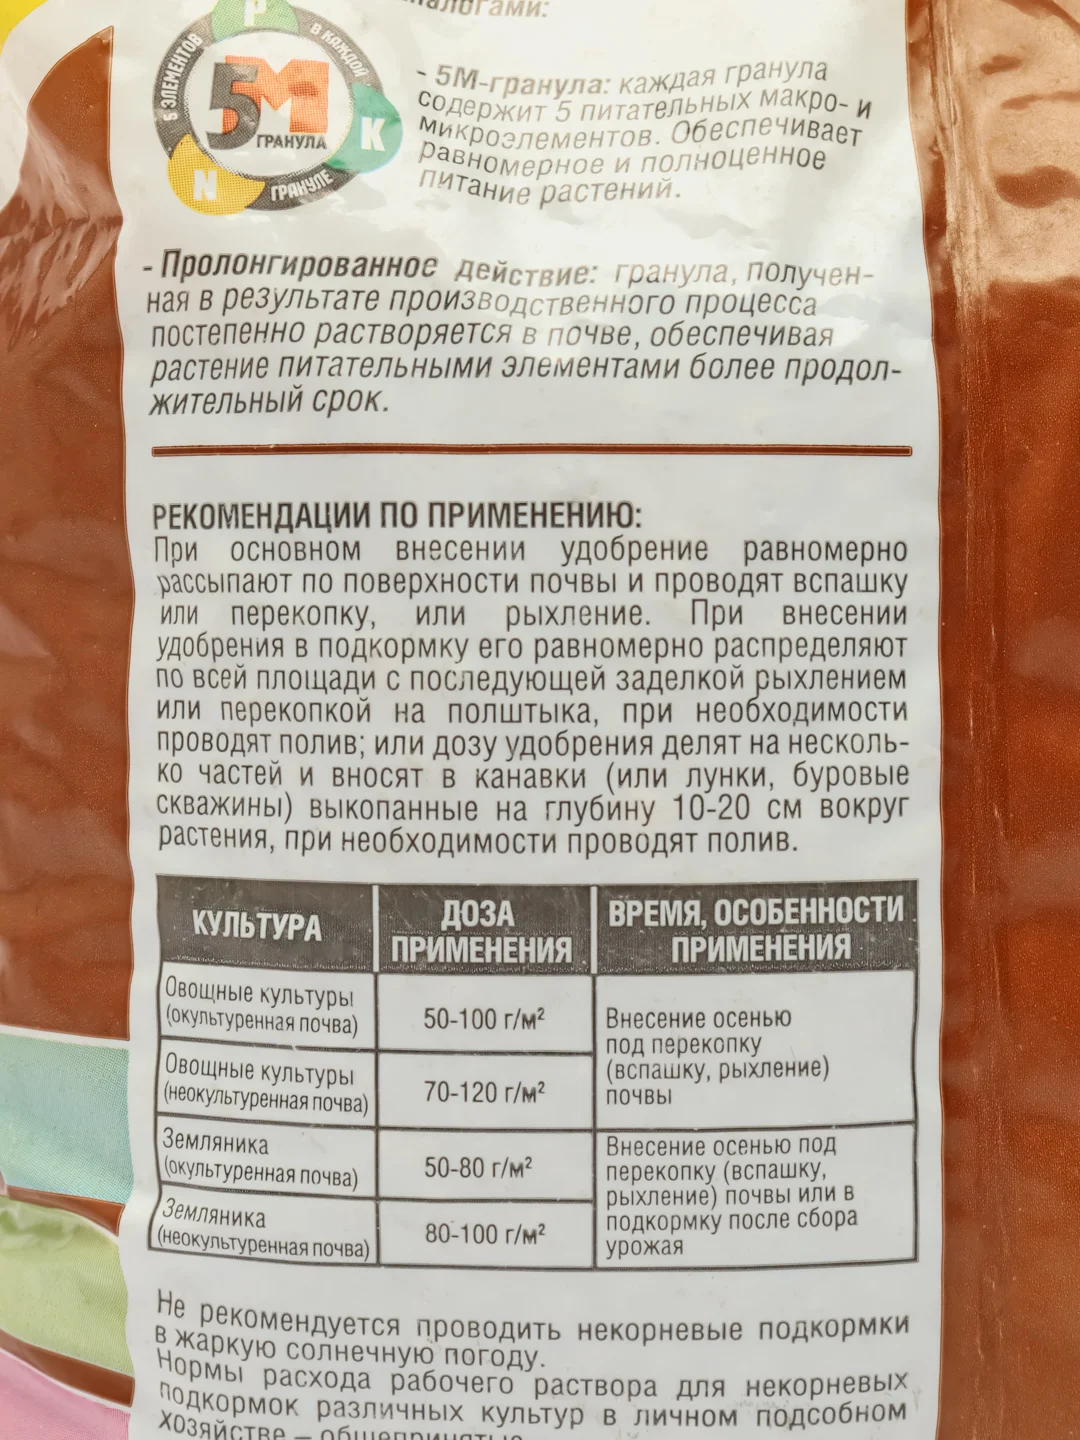 P
5 ЭЛЕМЕНТОВ
В КАЖДОЙ
5М
ГРАНУЛА
K
N
ГРАНУЛЕ
- 5М-гранула: каждая гранула
содержит 5 питательных макро- и
микроэлементов. Обеспечивает
равномерное и полноценное
питание растений.
- Пролонгированное действие: гранула, получен-
ная в результате производственного процесса
постепенно растворяется в почве, обеспечивая
растение питательными элементами более продол-
жительный срок.
РЕКОМЕНДАЦИИ ПО ПРИМЕНЕНИЮ:
При основном внесении удобрение равномерно
рассыпают по поверхности почвы и проводят вспашку
или перекопку, или рыхление. При внесении
удобрения в подкормку его равномерно распределяют
по всей площади с последующей заделкой рыхлением
или перекопкой на полштыка, при необходимости
проводят полив; или дозу удобрения делят на несколь-
ко частей и вносят в канавки (или лунки, буровые
скважины) выкопанные на глубину 10-20 см вокруг
растения, при необходимости проводят полив.
КУЛЬТУРА
ДОЗА
ПРИМЕНЕНИЯ
ВРЕМЯ, ОСОБЕННОСТИ
ПРИМЕНЕНИЯ
Овощные культуры
(окультуренная почва)
50-100 г/м²
Внесение осенью
под перекопку
(вспашку, рыхление)
почвы
Овощные культуры
(неокультуренная почва)
70-120 г/м²
Земляника
(окультуренная почва)
50-80 г/м²
Внесение осенью под
перекопку (вспашку,
рыхление) почвы или в
подкормку после сбора
урожая
Земляника
(неокультуренная почва)
80-100 г/м²
Не рекомендуется проводить некорневые подкормки
в жаркую солнечную погоду.
Нормы расхода рабочего раствора для некорневых
подкормок различных культур в личном подсобном
хозяйстве –